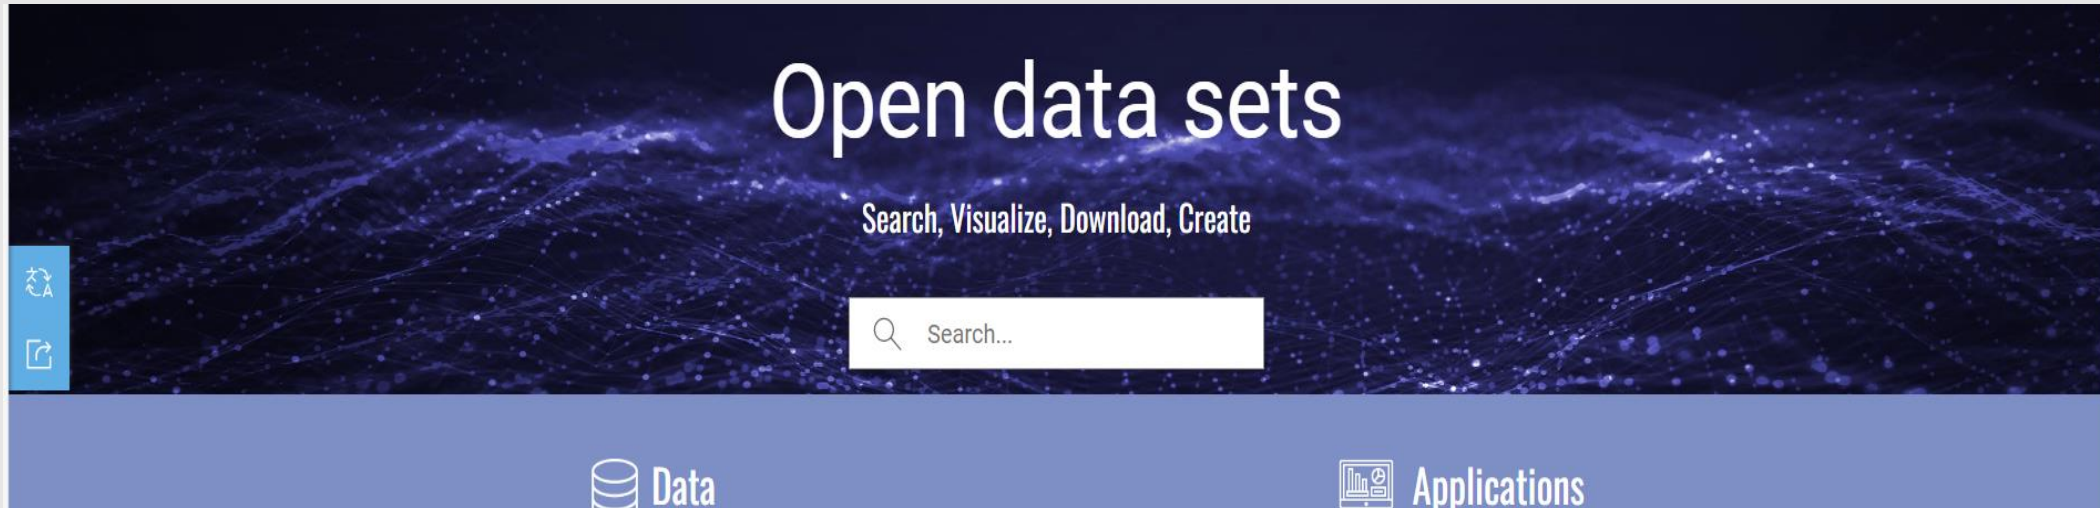 Open data sets
Search, Visualize, Download, Create
Search...
Data
Applications